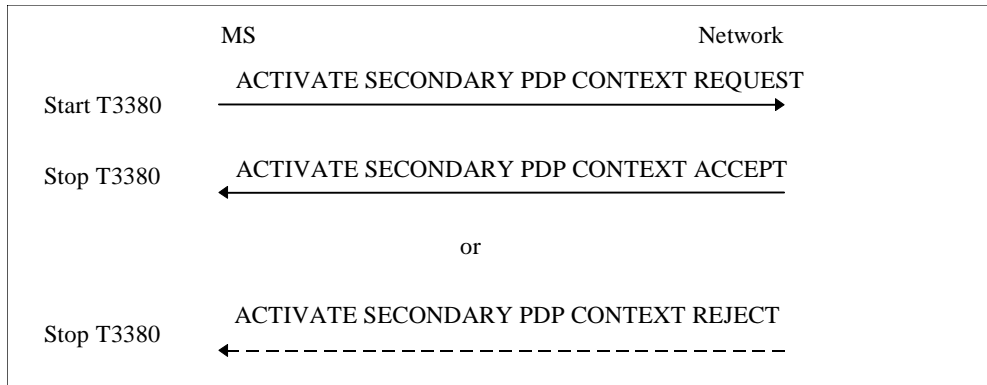 MS Network
ACTIVATE SECONDARY PDP CONTEXT REQUEST
Start T3380
ACTIVATE SECONDARY PDP CONTEXT ACCEPT
Stop T3380
or
ACTIVATE SECONDARY PDP CONTEXT REJECT
Stop T3380